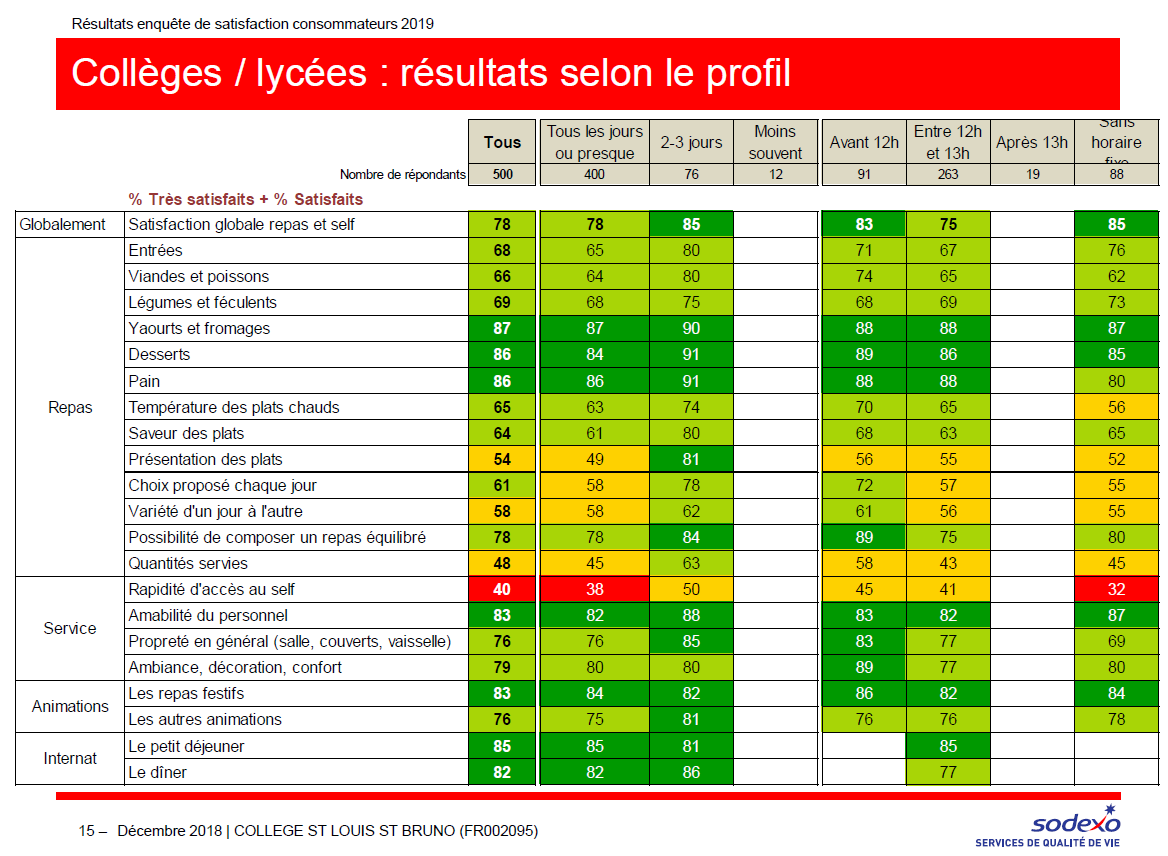 Résultats enquête de satisfaction consommateurs 2019
Collèges / lycées : résultats selon le profil
Tous Tous les jours ou presque 2-3 jours Moins souvent Avant 12h Entre 12h et 13h Après 13h Sans horaire fixe
Nombre de répondants 500 400 76 12 91 263 19 88
% Très satisfaits + % Satisfaits
Globalement Satisfaction globale repas et self 78 78 85 83 75 85
Repas
Entrées 68 65 80 71 67 76
Viandes et poissons 66 64 80 74 65 62
Légumes et féculents 69 68 75 68 69 73
Yaourts et fromages 87 87 90 88 88 87
Desserts 86 84 91 89 86 85
Pain 86 86 91 88 88 80
Température des plats chauds 65 63 74 70 65 56
Saveur des plats 64 61 80 68 63 65
Présentation des plats 54 49 81 56 55 52
Choix proposé chaque jour 61 58 78 72 57 55
Variété d'un jour à l'autre 58 58 62 61 56 55
Possibilité de composer un repas équilibré 78 78 84 89 75 80
Quantités servies 48 45 63 58 43 45
Service
Rapidité d'accès au self 40 38 50 45 41 32
Amabilité du personnel 83 82 88 83 82 87
Propreté en général (salle, couverts, vaisselle) 76 76 85 83 77 69
Ambiance, décoration, confort 79 80 80 89 77 80
Animations
Les repas festifs 83 84 82 86 82 84
Les autres animations 76 75 81 76 76 78
Internat
Le petit déjeuner 85 85 81 85
Le dîner 82 82 86 77
15 – Décembre 2018 | COLLEGE ST LOUIS ST BRUNO (FR002095)
sodexo
SERVICES DE QUALITÉ DE VIE